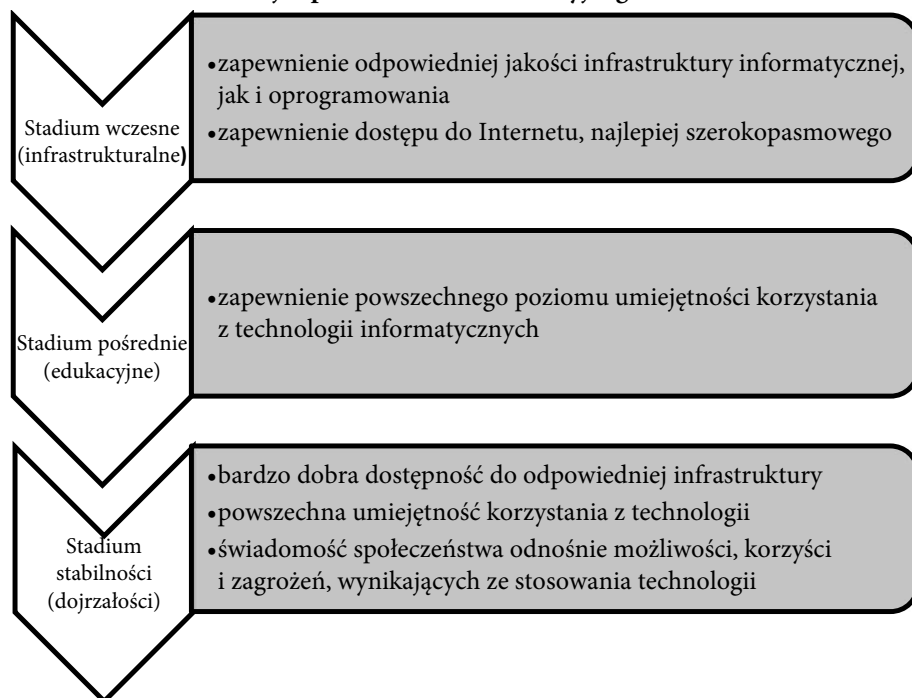 Stadium wczesne
(infrastrukturalne)
•zapewnienie odpowiedniej jakości infrastruktury informatycznej,
jak i oprogramowania
•zapewnienie dostępu do Internetu, najlepiej szerokopasmowego
Stadium pośrednie
(edukacyjne)
•zapewnienie powszechnego poziomu umiejętności korzystania
z technologii informatycznych
Stadium
stabilności
(dojrzałości)
•bardzo dobra dostępność do odpowiedniej infrastruktury
•powszechna umiejętność korzystania z technologii
•świadomość społeczeństwa odnośnie możliwości, korzyści
i zagrożeń, wynikających ze stosowania technologii